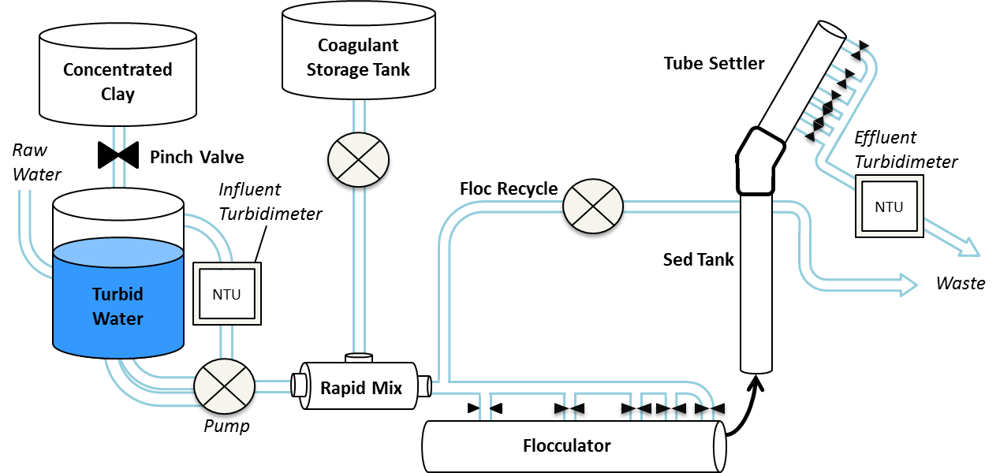 Concentrated
Clay
Coagulant
Storage Tank
Tube Settler
Raw
Water
Pinch Valve
Effluent
Turbidimeter
Influent
Turbidimeter
Floc Recycle
NTU
Sed Tank
Waste
Turbid
Water
NTU
Rapid Mix
Pump
Flocculator